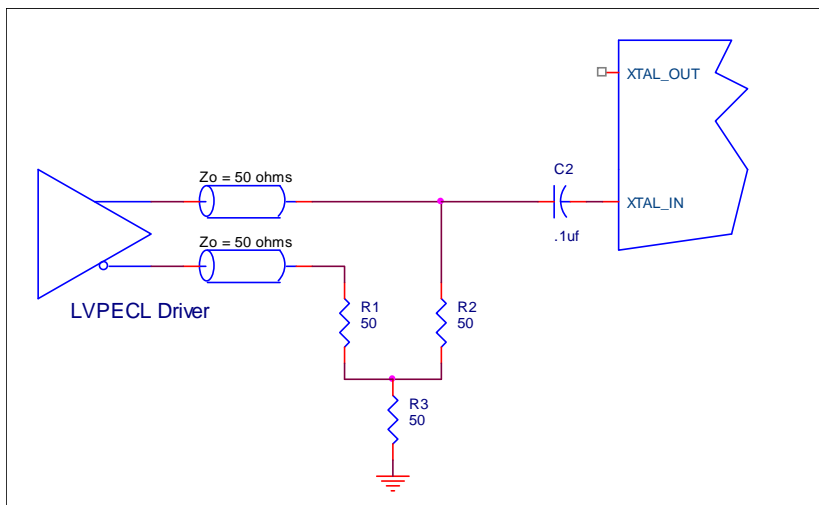 XTAL_OUT
C2
Zo = 50 ohms
XTAL_IN
.1uf
Zo = 50 ohms
LVPECL Driver
R1
50
R2
50
R3
50